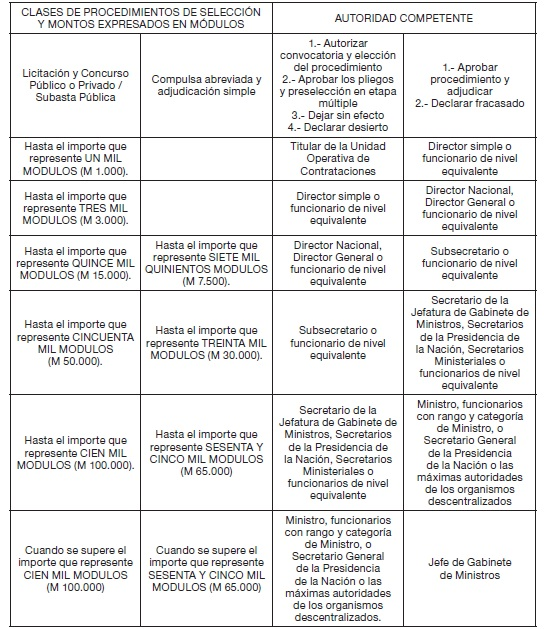 CLASES DE PROCEDIMIENTOS DE SELECCIÓN
Y MONTOS EXPRESADOS EN MÓDULOS
AUTORIDAD COMPETENTE
Licitación y Concurso
Público o Privado /
Subasta Pública
Compulsa abreviada y
adjudicación simple
1.- Autorizar
convocatoria y elección
del procedimiento
2.- Aprobar los pliegos
y preselección en etapa
múltiple
3.- Dejar sin efecto
4.- Declarar desierto
1.- Aprobar
procedimiento y
adjudicar
2.- Declarar fracasado
Hasta el importe que
represente UN MIL
MODULOS (M 1.000).
Titular de la Unidad
Operativa de
Contrataciones
Director simple o
funcionario de nivel
equivalente
Hasta el importe que
represente TRES MIL
MODULOS (M 3.000).
Director simple o
funcionario de nivel
equivalente
Director Nacional,
Director General o
funcionario de nivel
equivalente
Hasta el importe que
represente QUINCE MIL
MODULOS (M 15.000).
Hasta el importe que
represente SIETE MIL
QUINIENTOS MODULOS
(M 7.500).
Director Nacional,
Director General o
funcionario de nivel
equivalente
Subsecretario o
funcionario de nivel
equivalente
Hasta el importe que
represente CINCUENTA
MIL MODULOS
(M 50.000).
Hasta el importe que
represente TREINTA MIL
MODULOS (M 30.000).
Subsecretario o
funcionario de nivel
equivalente
Secretario de la
Jefatura de Gabinete de
Ministros, Secretarios
de la Presidencia de
la Nación, Secretarios
Ministeriales o
funcionarios de nivel
equivalente
Hasta el importe que
represente CIEN MIL
MODULOS (M 100.000).
Hasta el importe que
represente SESENTA Y
CINCO MIL MODULOS
(M 65.000)
Secretario de la
Jefatura de Gabinete de
Ministros, Secretarios
de la Presidencia de
la Nación, Secretarios
Ministeriales o
funcionarios de nivel
equivalente
Ministro, funcionarios
con rango y categoría
de Ministro, o
Secretario General
de la Presidencia
de la Nación o las
máximas autoridades
de los organismos
descentralizados
Cuando se supere el
importe que represente
CIEN MIL MODULOS
(M 100.000)
Cuando se supere el
importe que represente
SESENTA Y CINCO MIL
MODULOS (M 65.000)
Ministro, funcionarios
con rango y categoría
de Ministro, o
Secretario General
de la Presidencia
de la Nación o las
máximas autoridades
de los organismos
descentralizados.
Jefe de Gabinete
de Ministros